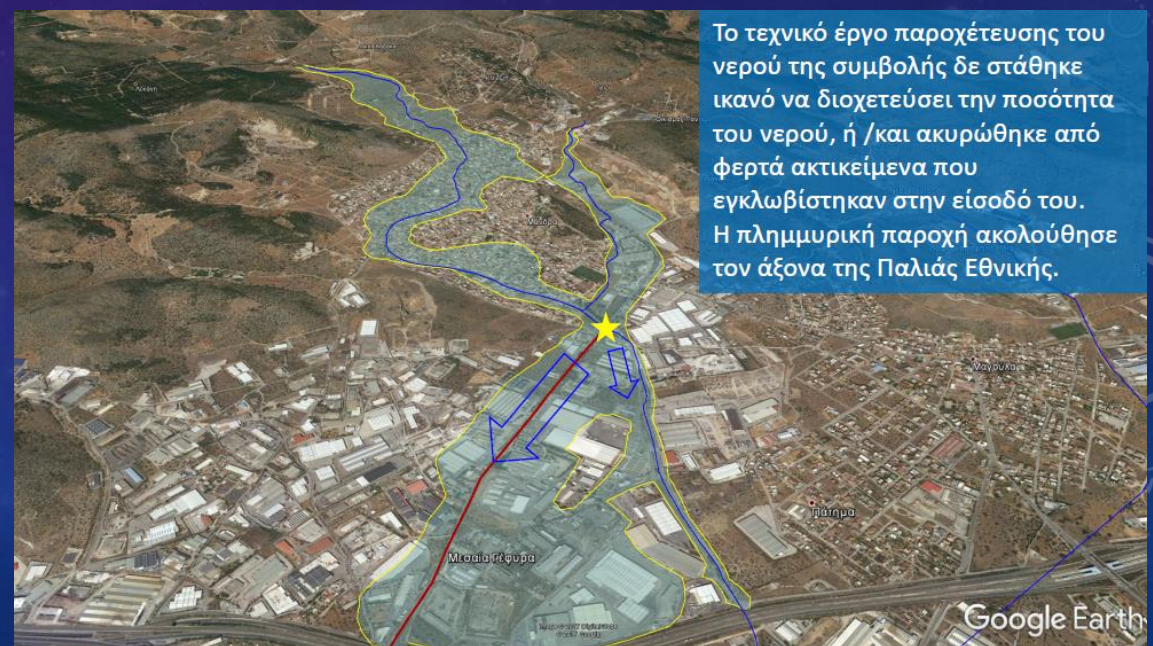 Το τεχνικό έργο παροχέτευσης του
νερού της συμβολής δε στάθηκε
ικανό να διοχετεύσει την ποσότητα
του νερού, ή /και ακυρώθηκε από
φερτά ακτικείμενα που
εγκλωβίστηκαν στην είσοδό του.
Η πλημμυρική παροχή ακολούθησε
τον άξονα της Παλιάς Εθνικής.
Μαγούλα
Πάτημα
Μεσαία Γέφυρα
Google Earth